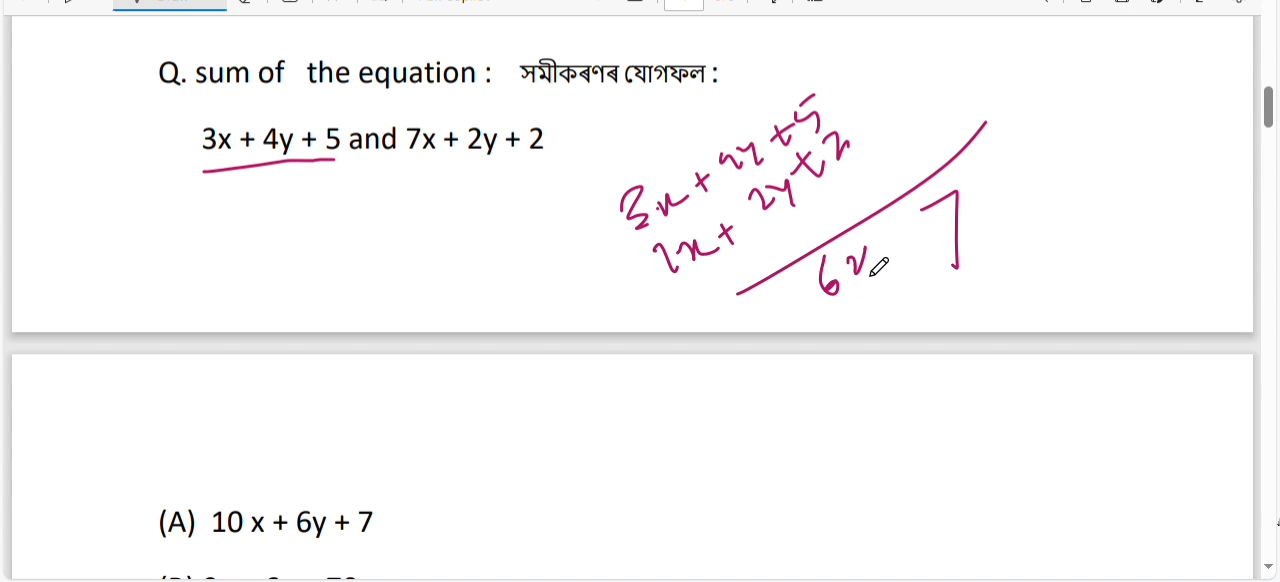 Q. sum of the equation : সমীকৰণৰ যোগফল :
3x + 4y + 5 and 7x + 2y + 2
3x + 4y + 5
7x + 2y + 2
6y 7
(A) 10 x + 6y + 7